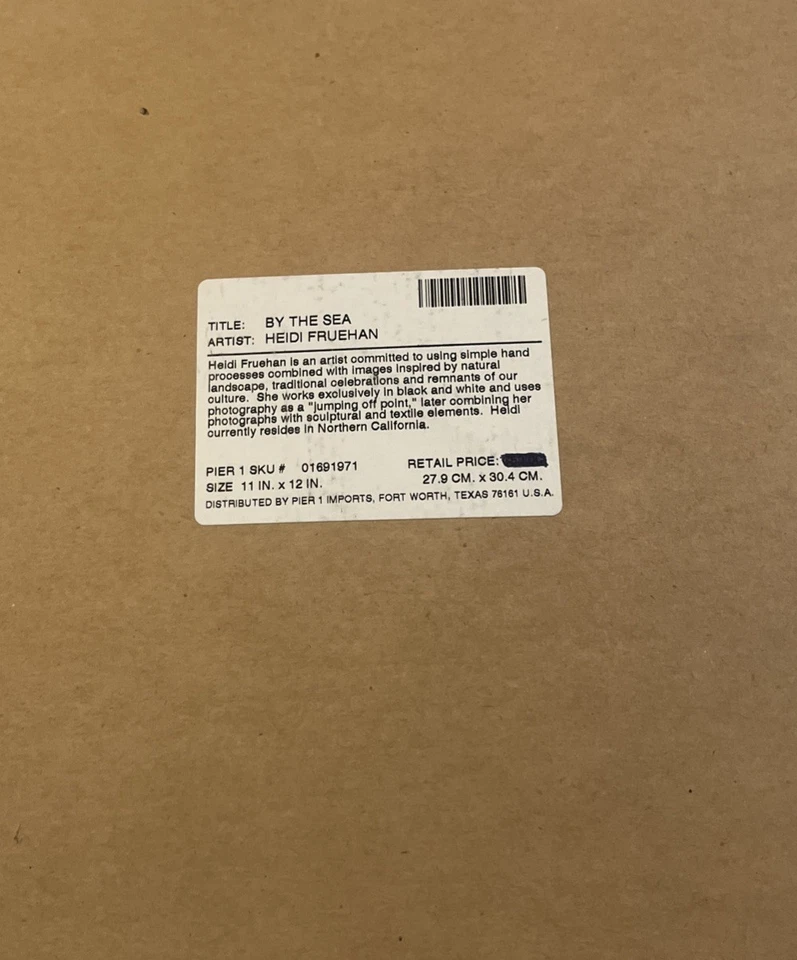 TITLE: BY THE SEA
ARTIST: HEIDI FRUEHAN
Heidi Fruehan is an artist committed to using simple hand
processes combined with images inspired by natural
landscape, traditional celebrations and remnants of our
culture. She works exclusively in black and white and uses
photography as a "jumping off point," later combining her
photographs with sculptural and textile elements. Heidi
currently resides in Northern California.
PIER 1 SKU # 01691971 RETAIL PRICE:
SIZE 11 IN. x 12 IN. 27.9 CM. x 30.4 CM.
DISTRIBUTED BY PIER 1 IMPORTS, FORT WORTH, TEXAS 76161 U.S.A.